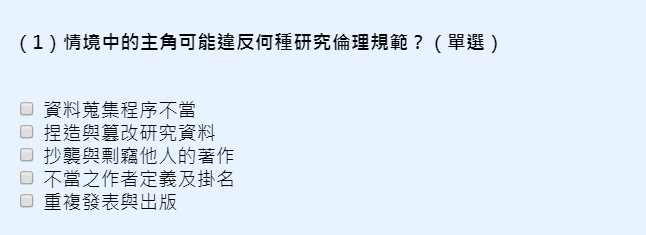 （1）情境中的主角可能違反何種研究倫理規範？（單選）
資料蒐集程序不當
捏造與篡改研究資料
抄襲與剽竊他人的著作
不當之作者定義及掛名
重複發表與出版